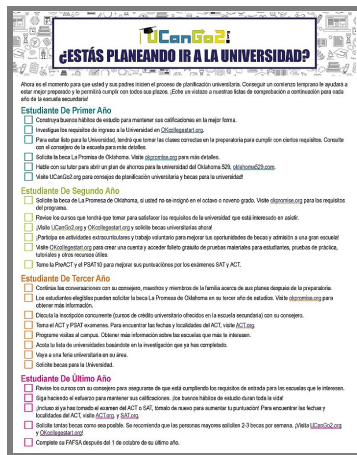 UCanGo2.org
¿ESTÁS PLANEANDO IR A LA UNIVERSIDAD?
Ahora es el momento para que usted y sus padres inicien el proceso de planificación universitaria. Conseguir un comienzo temprano le ayudará a
estar mejor preparado y le permitirá cumplir con todos sus plazos. ¡Eche un vistazo a nuestras listas de comprobación a continuación para cada
año de la escuela secundaria!
Estudiante De Primer Año
Construya buenos hábitos de estudio para mantener sus calificaciones en la mejor forma.
Investigue los requisitos de ingreso a la Universidad en OKcollegestart.org.
Para estar listo para la Universidad, tendrá que tomar las clases correctas en la preparatoria para cumplir con ciertos requisitos. Consulte
con el consejero de la escuela para más detalles.
Solicite la beca La Promesa de Oklahoma. Visite okpromise.org para más detalles.
Hable con su tutor para abrir un plan de ahorros para la universidad del Oklahoma 529, ok4saving.com.
Visite UCanGo2.org para consejos de planificación universitaria y becas para la universidad!
Estudiante De Segundo Año
Solicite la beca de La Promesa de Oklahoma, si usted no se insignió en el octavo o noveno grado. Visite okpromise.org para los requisitos
del programa.
Revise los cursos que tendrá que tomar para satisfacer los requisitos de la universidad que está interesado en asistir.
¡Visite UCanGo2.org y OKcollegestart.org y solicite becas universitarias ahora!
¡Participa en actividades extracurriculares y trabajo voluntario para mejorar tus oportunidades de becas y admisión a una gran escuela!
Visite OKcollegestart.org para crear una cuenta y acceder folleto gratuito de pruebas materiales para estudiantes, pruebas de práctica,
tutoriales y otros recursos útiles.
Tome la PreACT y el PSAT10 para mejorar sus puntuaciones por los exámenes SAT y ACT.
Estudiante De Tercer Año
Continúe las conversaciones con su consejero, maestros y miembros de la familia acerca de sus planes después de la preparatoria.
Los estudiantes elegibles pueden solicitar la beca La Promesa de Oklahoma en su tercer año de estudios. Visite okpromise.org para
obtener más información.
Discuta la inscripción concurrente (cursos de crédito universitario ofrecidos en la escuela secundaria) con su consejero.
Toma el ACT y PSAT examenes. Para encontrar las fechas y localidades del ACT, visite ACT.org.
Programe visitas al campus. Obtener más información sobre las escuelas que más le interesen.
Acota la lista de universidades basándote en la investigación que ya has completado.
Vaya a una feria universitaria en su área.
Solicite becas para la Universidad.
Estudiante De Último Año
Revise los cursos con su consejero para asegurarse de que está cumpliendo los requisitos de entrada para las escuelas que le interesen.
Siga haciendo el esfuerzo para mantener sus calificaciones. ¡los buenos hábitos de estudio duran toda la vida!
¡Incluso si ya has tomado el examen del ACT o SAT, tómalo de nuevo para aumentar tu puntuación! Para encontrar las fechas y
localidades del ACT, visite ACT.org, y SAT.org.
Solicite tantas becas como sea posible. Se recomienda que las personas mayores soliciten 2-3 becas por semana. ¡Visita UCanGo2.org
y OKcollegestart.org!
Complete su FAFSA después del 1 de octubre de su último año.